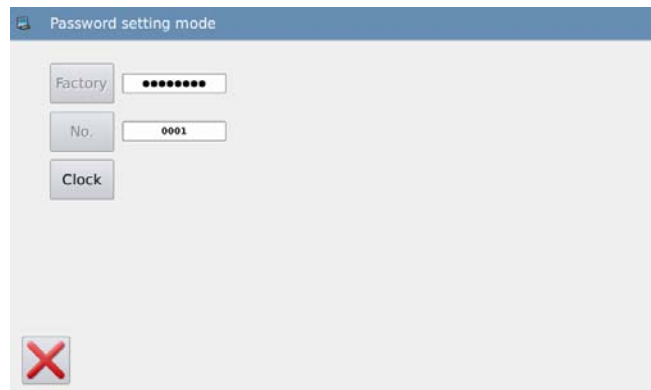 Password setting mode
Factory ●●●●●●●●
No. 0001
Clock